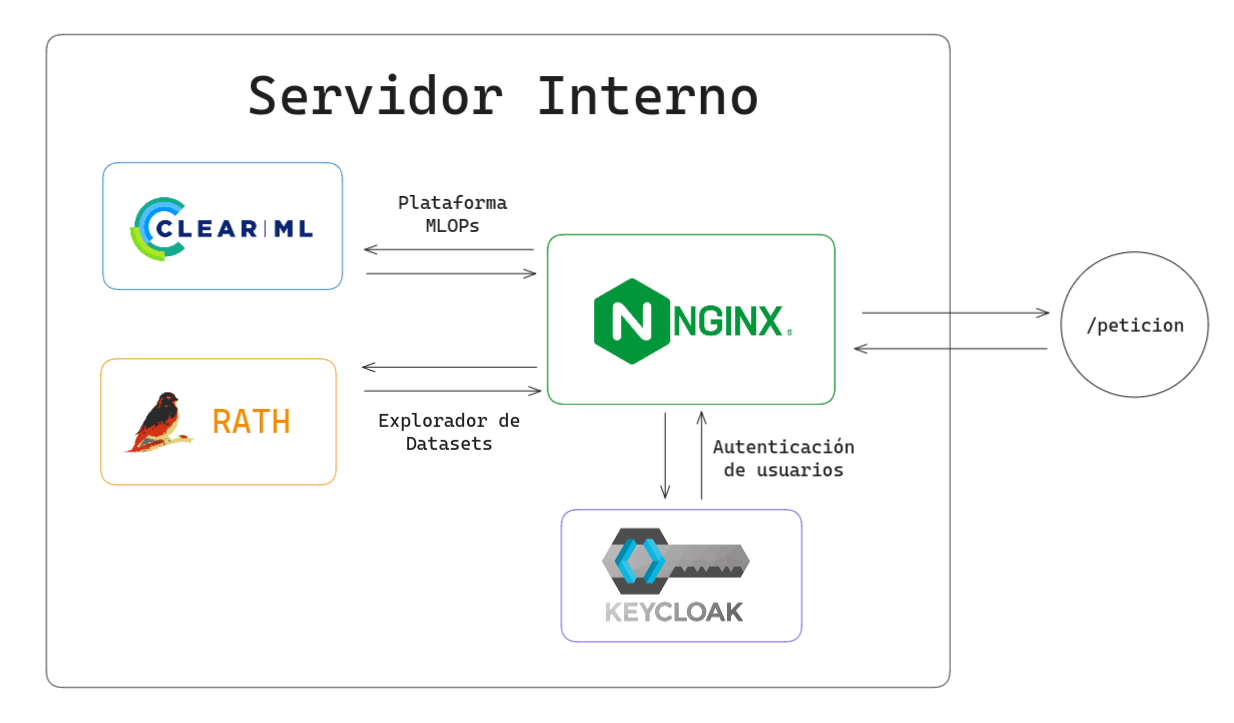 Servidor Interno
CLEAR|ML
Plataforma
MLOPs
NGINX
/peticion
RATH
Explorador de
Datasets
Autenticación
de usuarios
KEYCLOAK